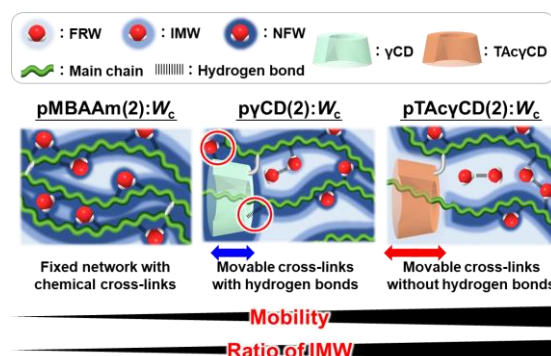 : FRW : IMW : NFW : γCD : TAcγCD
: Main chain : Hydrogen bond
pMBAAm(2):Wc pγCD(2):Wc pTAcγCD(2):Wc
Fixed network with Movable cross-links Movable cross-links
chemical cross-links with hydrogen bonds without hydrogen bonds
Mobility
Ratio of IMW